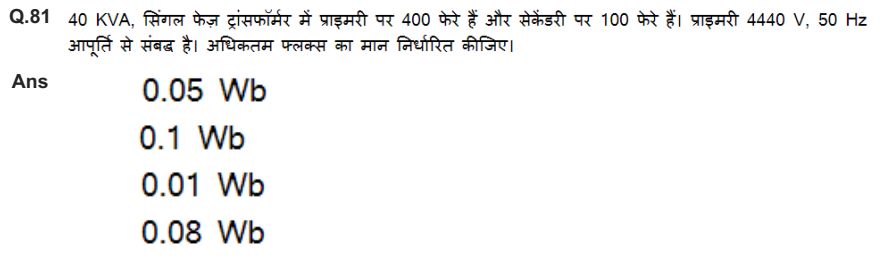 Q.81 40 KVA, सिंगल फेज़ ट्रांसफॉर्मर में प्राइमरी पर 400 फेरे हैं और सेकेंडरी पर 100 फेरे हैं। प्राइमरी 4440 V, 50 Hz
आपूर्ति से संबद्ध है। अधिकतम फ्लक्स का मान निर्धारित कीजिए।
Ans 0.05 Wb
0.1 Wb
0.01 Wb
0.08 Wb